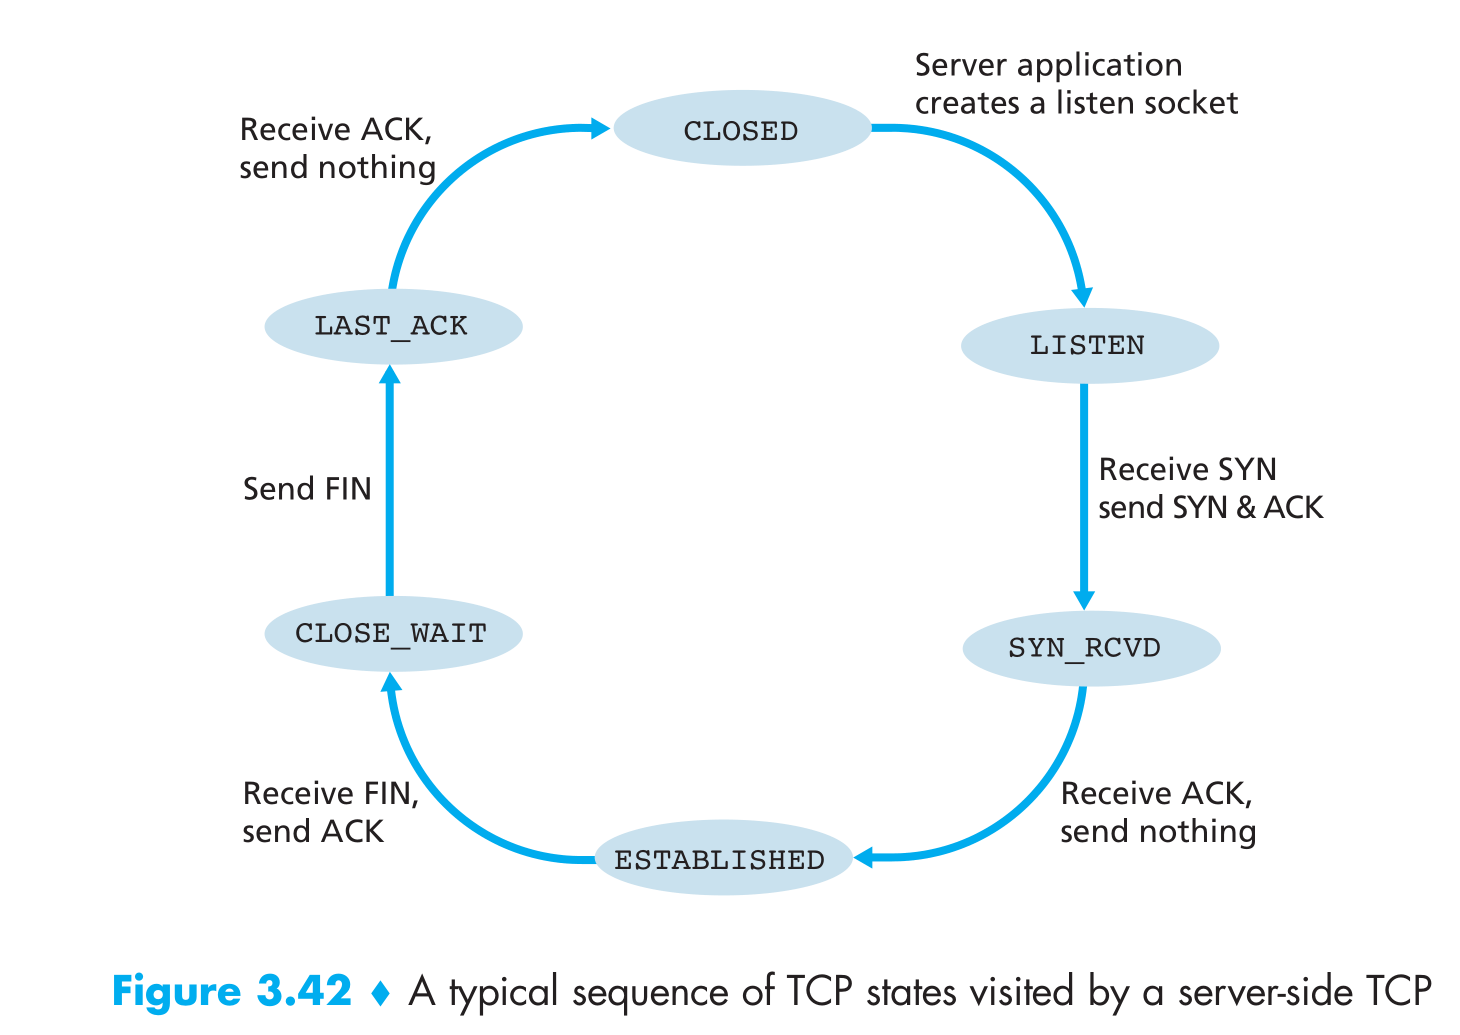 Server application
creates a listen socket
CLOSED
Receive ACK,
send nothing
LAST_ACK
LISTEN
Receive SYN
send SYN & ACK
Send FIN
CLOSE_WAIT
SYN_RCVD
Receive FIN,
send ACK
Receive ACK,
send nothing
ESTABLISHED
Figure 3.42 ♦ A typical sequence of TCP states visited by a server-side TCP